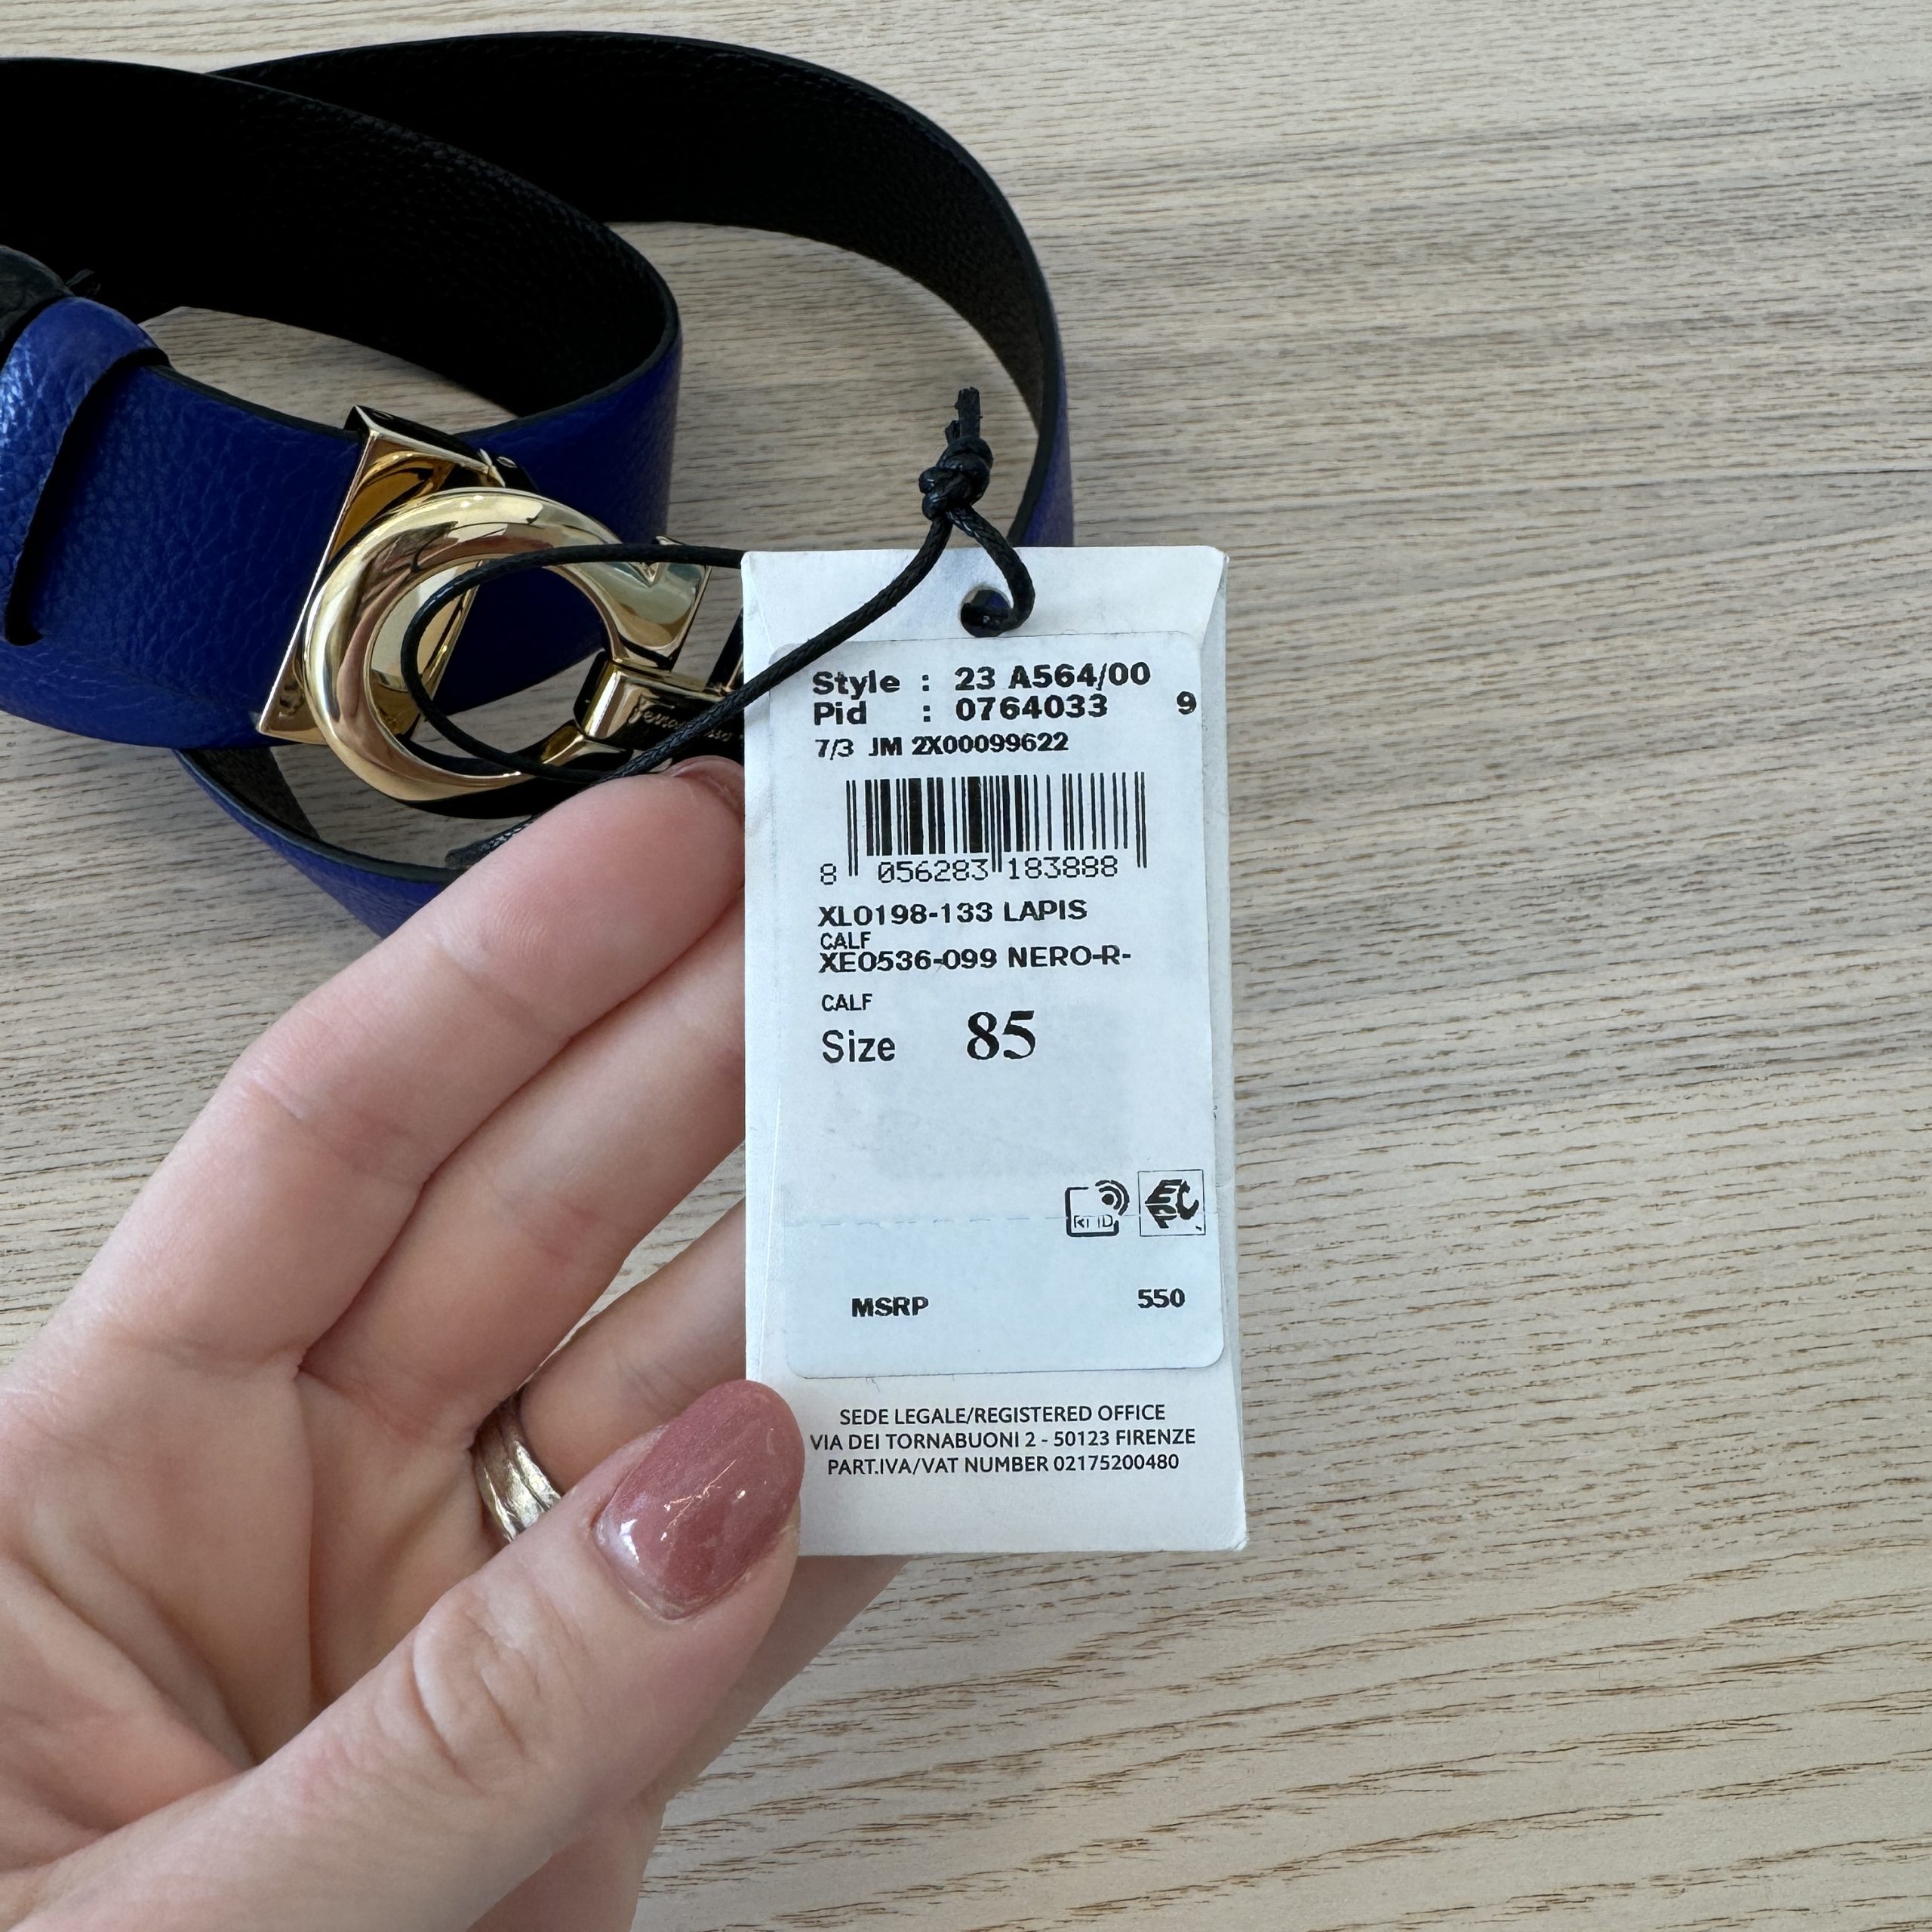 Style : 23 A564/00
Pid : 0764033 9
7/3 JM 2X00099622
8 056283 183888
XL0198-133 LAPIS
CALF
XE0536-099 NERO-R-
CALF
Size 85
RFID
EPC
MSRP 550
SEDE LEGALE/REGISTERED OFFICE
VIA DEI TORNABUONI 2 - 50123 FIRENZE
PART.IVA/VAT NUMBER 02175200480